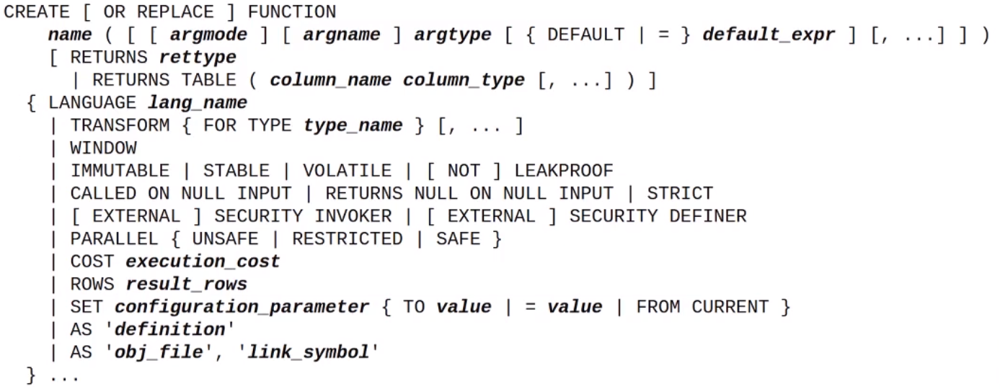 CREATE [ OR REPLACE ] FUNCTION
name ( [ [ argmode ] [ argname ] argtype [ { DEFAULT | = } default_expr ] [, ...] ] )
[ RETURNS rettype
| RETURNS TABLE ( column_name column_type [, ...] ) ]
{ LANGUAGE lang_name
| TRANSFORM { FOR TYPE type_name } [, ... ]
| WINDOW
| IMMUTABLE | STABLE | VOLATILE | [ NOT ] LEAKPROOF
| CALLED ON NULL INPUT | RETURNS NULL ON NULL INPUT | STRICT
| [ EXTERNAL ] SECURITY INVOKER | [ EXTERNAL ] SECURITY DEFINER
| PARALLEL { UNSAFE | RESTRICTED | SAFE }
| COST execution_cost
| ROWS result_rows
| SET configuration_parameter { TO value | = value | FROM CURRENT }
| AS 'definition'
| AS 'obj_file', 'link_symbol'
} ...